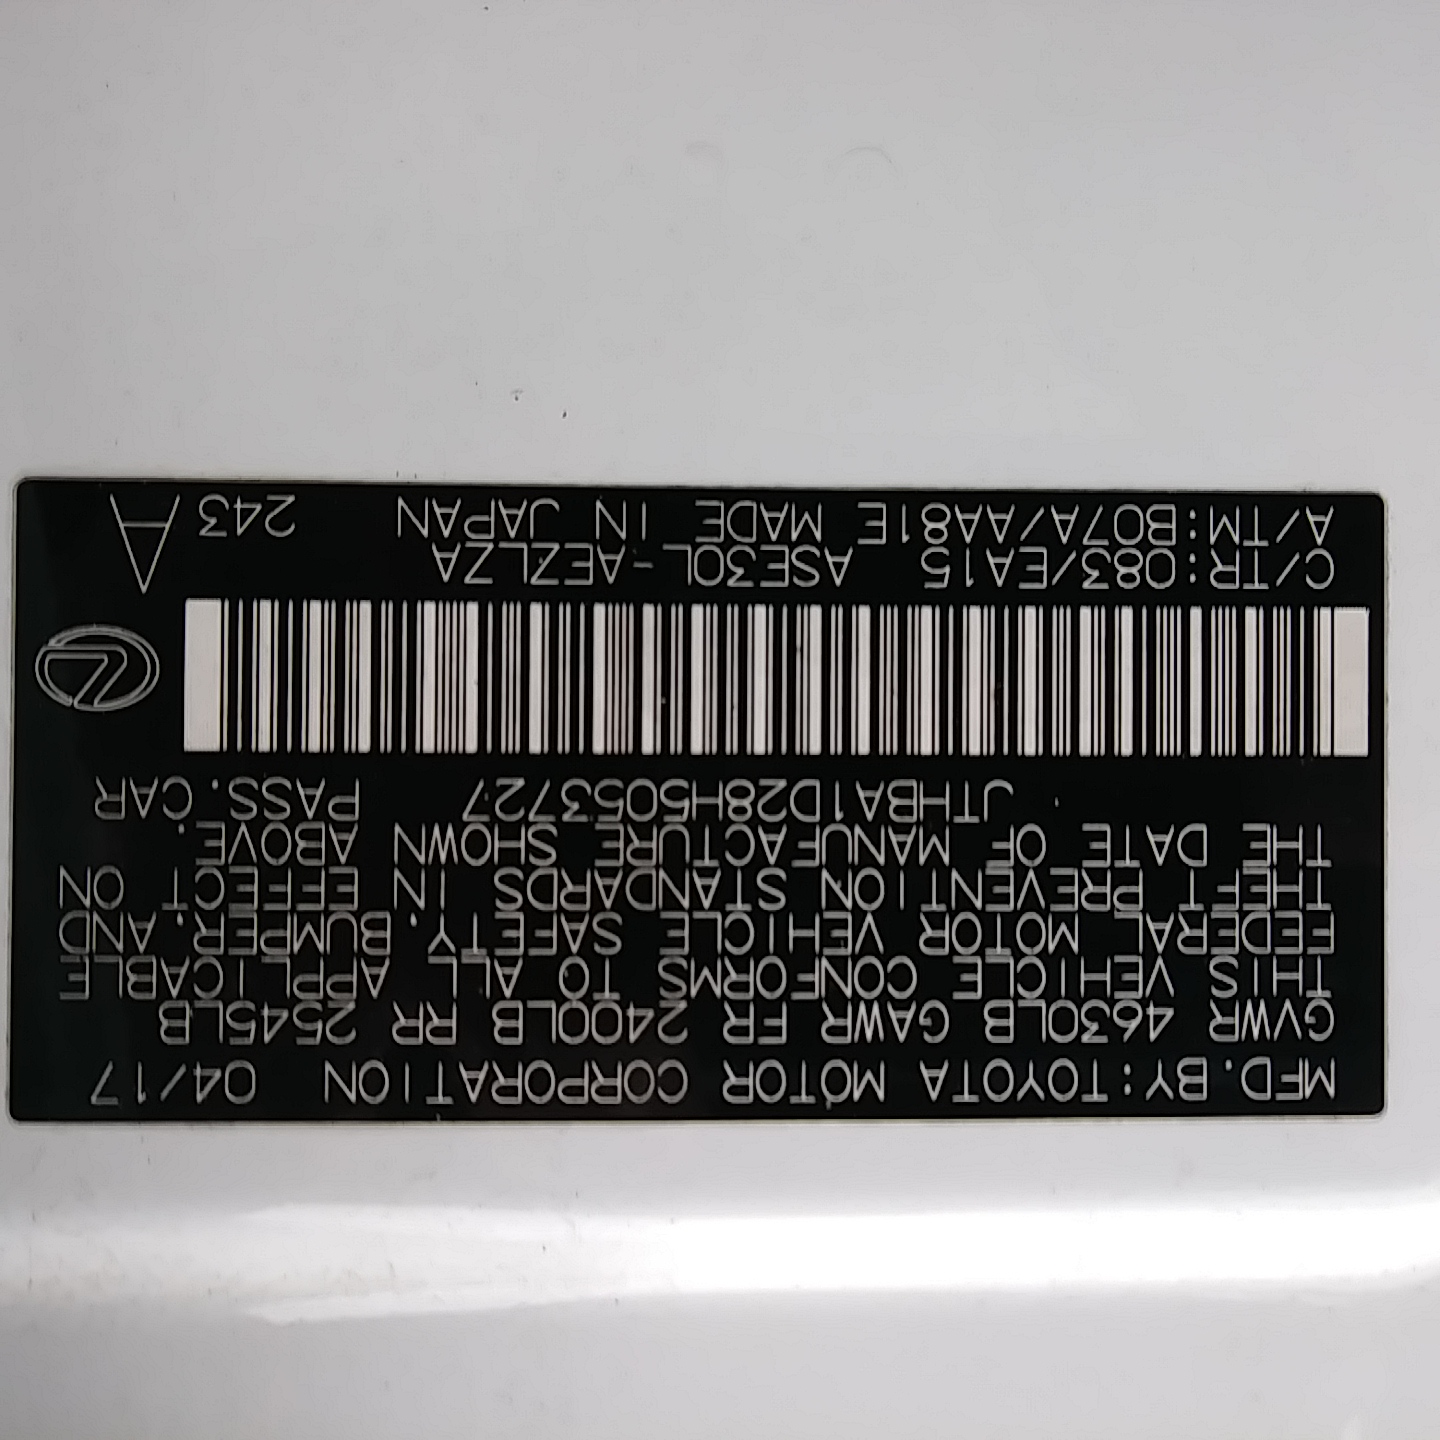 MFD.BY:TOYOTA MOTOR CORPORATION 04/17
GVWR 4630LB GAWR FR 2400LB RR 2545LB
THIS VEHICLE CONFORMS TO ALL APPLICABLE
FEDERAL MOTOR VEHICLE SAFETY.BUMPER.AND
THEFT PREVENTION STANDARDS IN EFFECT ON
THE DATE OF MANUFACTURE SHOWN ABOVE.
JTHBA1D28H5053727 PASS.CAR
C/TR:083/EA15 ASE30L-AEZLZA
A/TM:B07A/AA81E MADE IN JAPAN 243 A